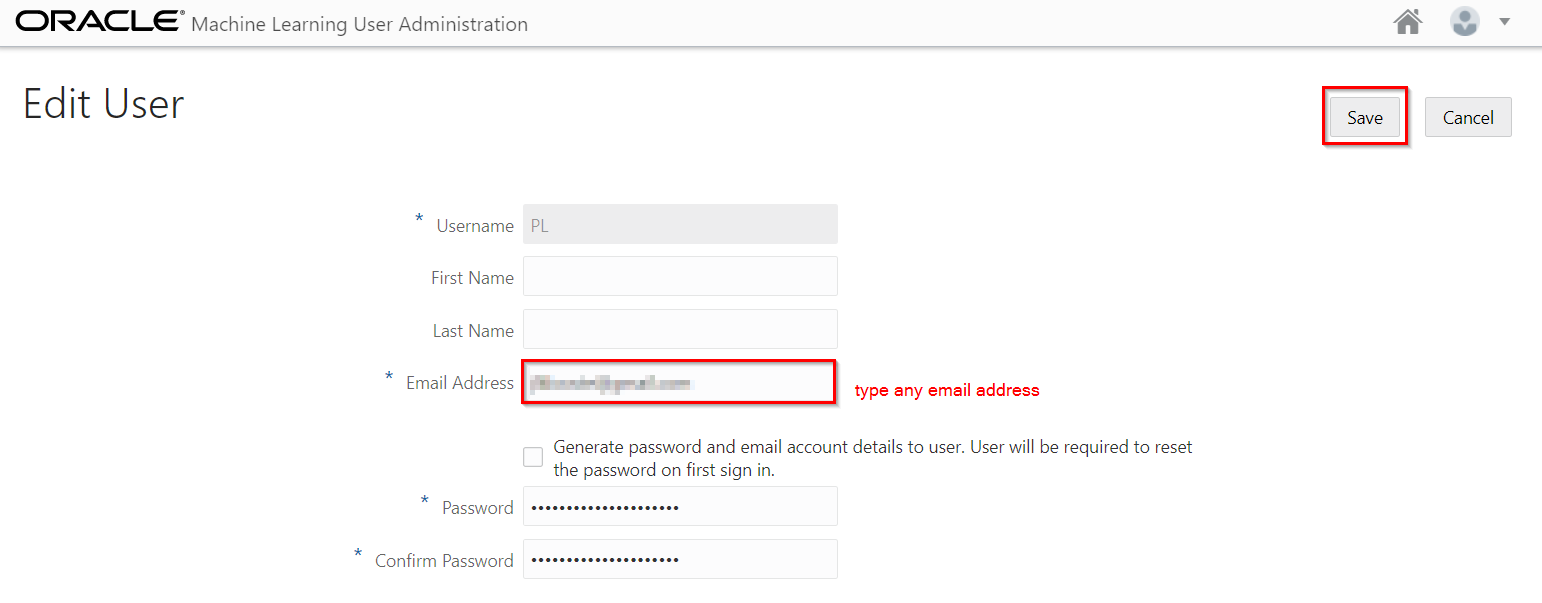 ORACLE® Machine Learning User Administration
Edit User
Save
Cancel
* Username PL
First Name
Last Name
* Email Address
type any email address
Generate password and email account details to user. User will be required to reset
the password on first sign in.
* Password •••••••••••••••••••••
* Confirm Password •••••••••••••••••••••